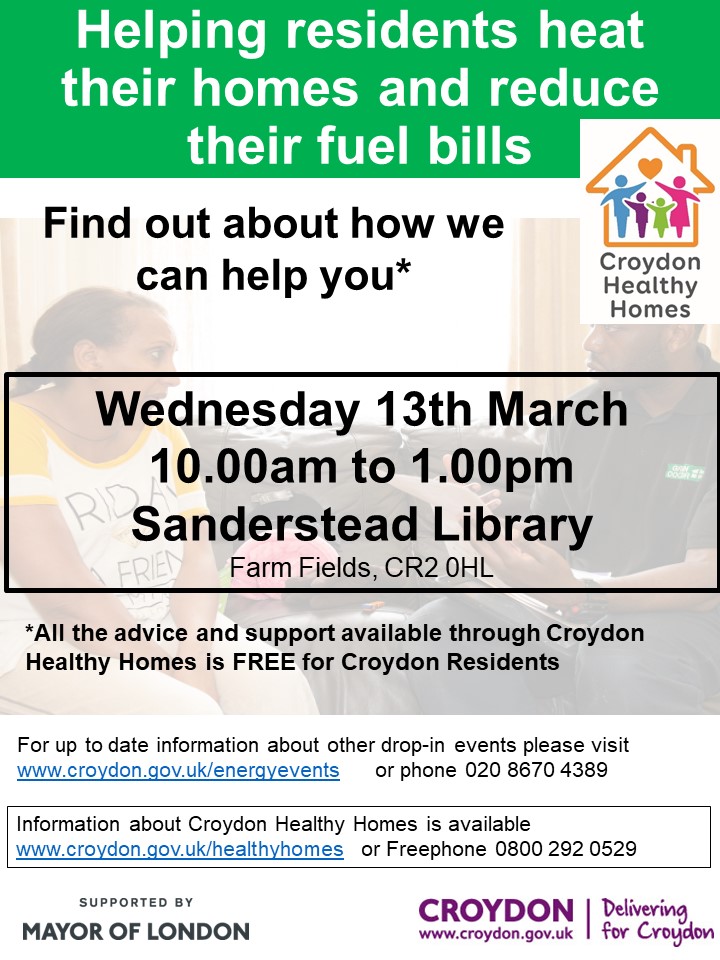 Helping residents heat
their homes and reduce
their fuel bills
Croydon
Healthy
Homes
Find out about how we
can help you*
Wednesday 13th March
10.00am to 1.00pm
Sanderstead Library
Farm Fields, CR2 0HL
RIDA
A FRIEN
*All the advice and support available through Croydon
Healthy Homes is FREE for Croydon Residents
For up to date information about other drop-in events please visit
www.croydon.gov.uk/energyevents or phone 020 8670 4389
Information about Croydon Healthy Homes is available
www.croydon.gov.uk/healthyhomes or Freephone 0800 292 0529
SUPPORTED BY
MAYOR OF LONDON
CROYDON
www.croydon.gov.uk
Delivering
for Croydon